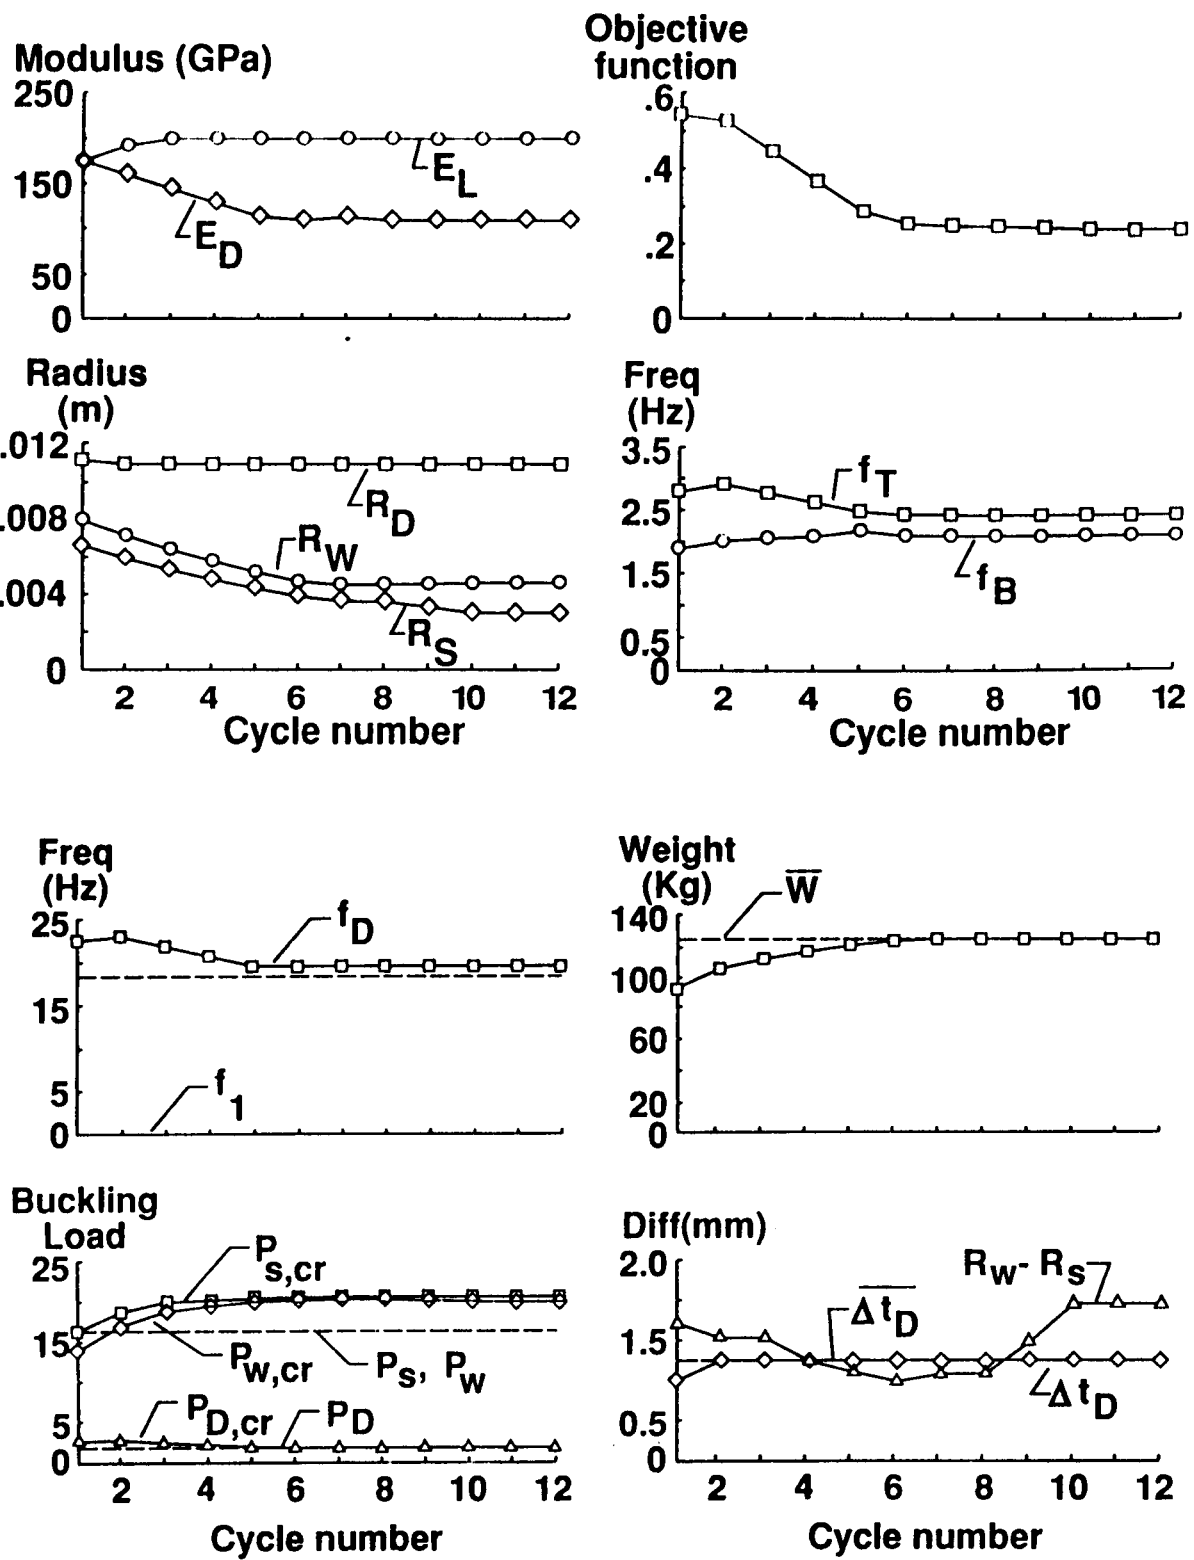 Modulus (GPa)
250
150
50
0
E_L
E_D
Objective
function
.6
.4
.2
0
Radius
(m)
.012
.008
.004
0
R_D
R_W
R_S
2 4 6 8 10 12
Cycle number
Freq
(Hz)
3.5
2.5
1.5
0.5
0
f_T
f_B
2 4 6 8 10 12
Cycle number
Freq
(Hz)
25
15
5
0
f_D
f_1
Weight
(Kg)
140
100
60
20
0
W̅
Buckling
Load
25
15
5
0
P_s,cr
P_w,cr
P_s, P_w
P_D,cr
P_D
2 4 6 8 10 12
Cycle number
Diff(mm)
2.0
1.5
0.5
0
R_W - R_S
Δt_D
Δt_D
2 4 6 8 10 12
Cycle number